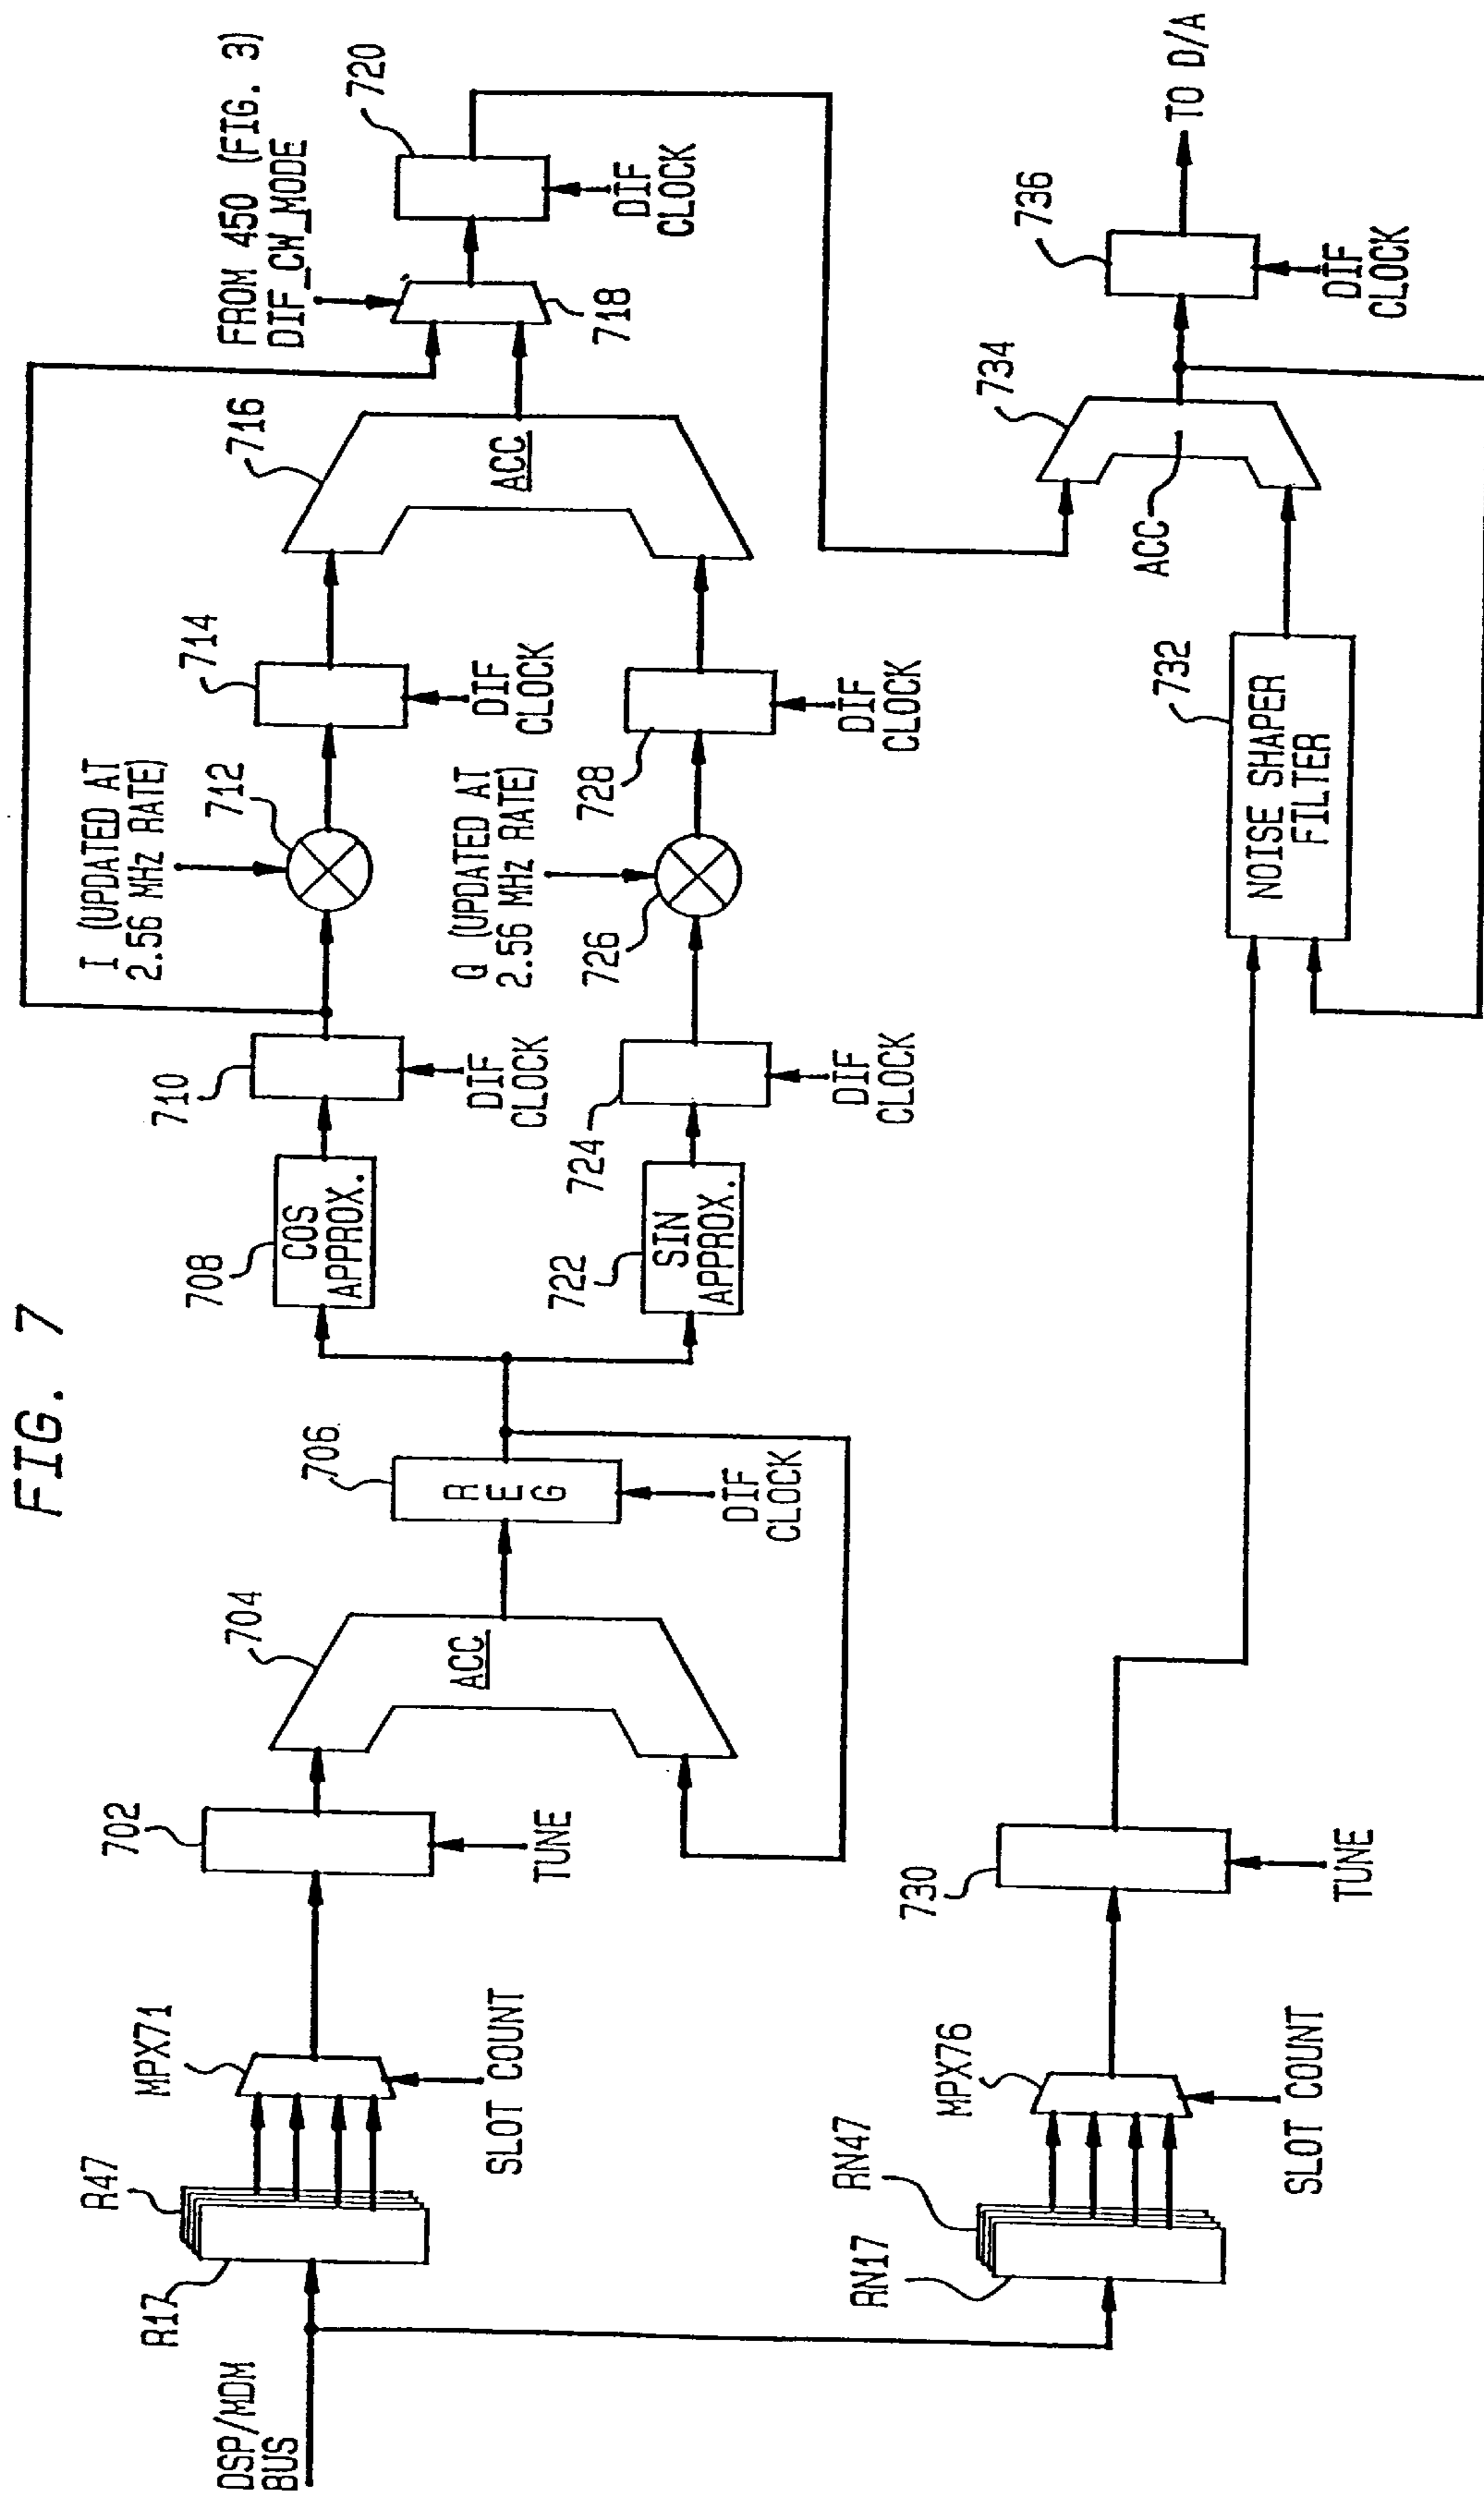 FIG. 7
DSP/MDM
BUS
R17
R47
MPX71
SLOT COUNT
702
TUNE
704
ACC
706
REG
DIF
CLOCK
708
COS
APPROX.
710
DIF
CLOCK
I (UPDATED AT
2.56 MHz RATE)
712
714
DIF
CLOCK
716
ACC
FROM 450 (FIG. 3)
DIF_CW_MODE
718
720
DIF
CLOCK
722
SIN
APPROX.
724
DIF
CLOCK
Q (UPDATED AT
2.56 MHz RATE)
726
728
DIF
CLOCK
RN17
RN47
MPX76
SLOT COUNT
730
TUNE
732
NOISE SHAPER
FILTER
734
ACC
736
DIF
CLOCK
TO D/A